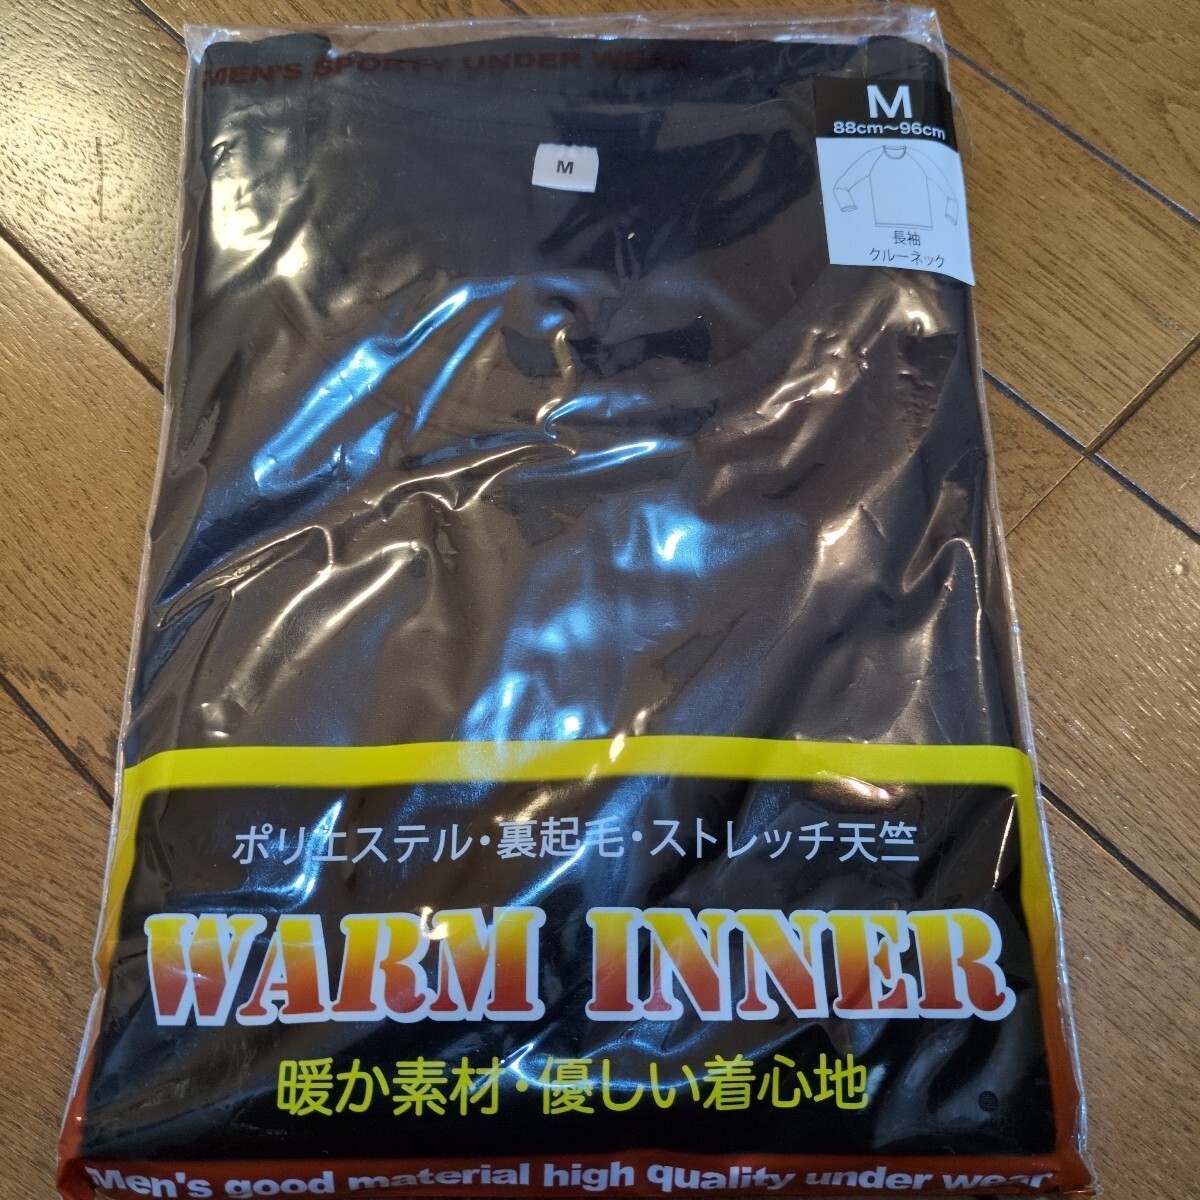 MEN'S SPORTY UNDER WEAR
M
88cm〜96cm
長袖
クルーネック
M
ポリエステル・裏起毛・ストレッチ天竺
WARM INNER
暖か素材・優しい着心地
Men's good material high quality under wear